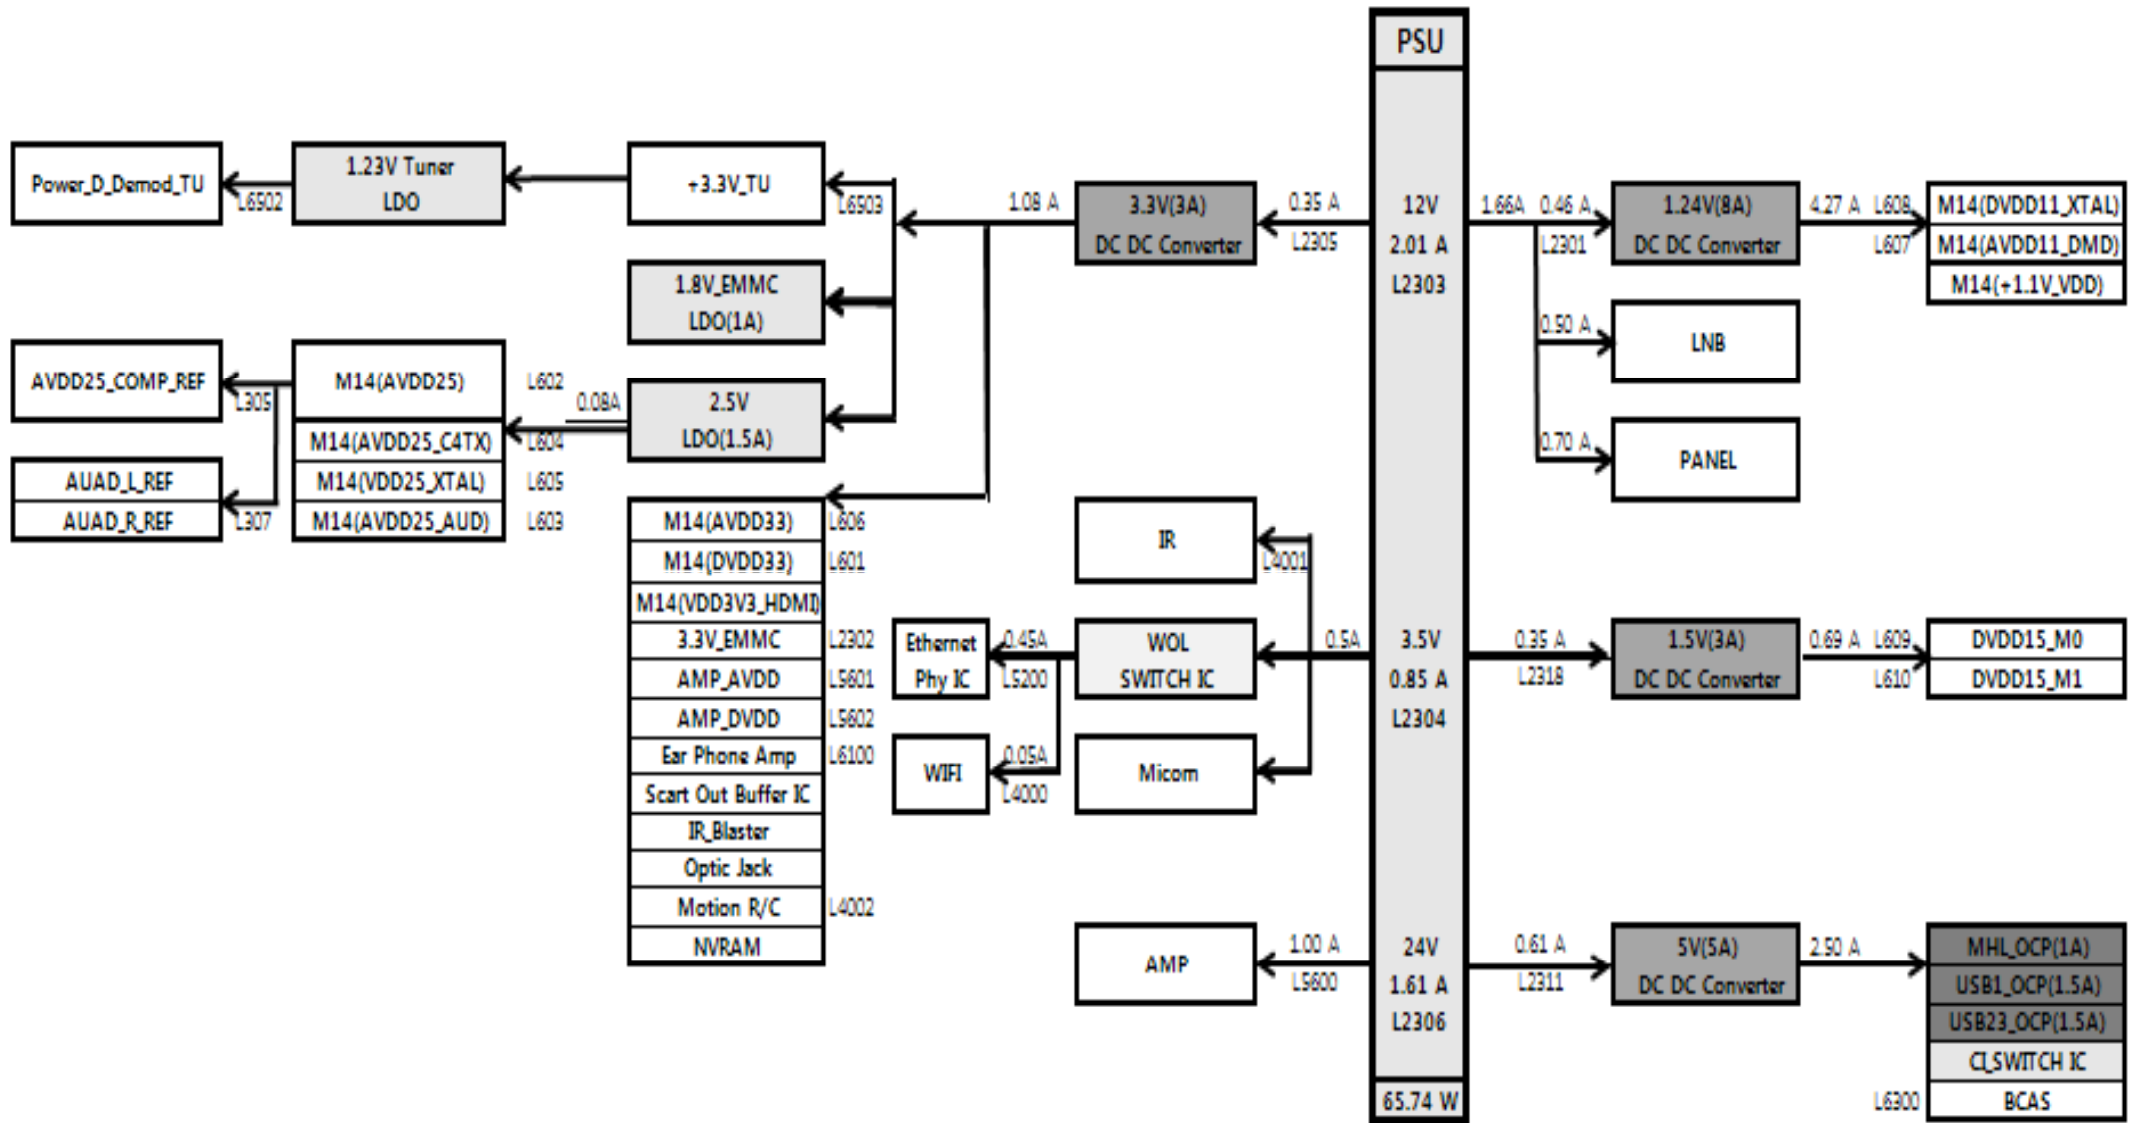 PSU
Power_D_Demod_TU
L6502
1.23V Tuner
LDO
+3.3V_TU
L6503
1.08 A
3.3V(3A)
DC DC Converter
0.35 A
L2305
12V
2.01 A
L2303
1.66A
0.46 A
L2301
1.24V(8A)
DC DC Converter
4.27 A
L608
L607
M14(DVDD11_XTAL)
M14(AVDD11_DMD)
M14(+1.1V_VDD)
1.8V_EMMC
LDO(1A)
0.50 A
LNB
AVDD25_COMP_REF
L305
M14(AVDD25)
M14(AVDD25_C4TX)
M14(VDD25_XTAL)
M14(AVDD25_AUD)
L602
L604
L605
L603
0.08A
2.5V
LDO(1.5A)
0.70 A
PANEL
AUAD_L_REF
AUAD_R_REF
L307
M14(AVDD33)
L606
M14(DVDD33)
L601
M14(VDD3V3_HDMI)
3.3V_EMMC
L2302
AMP_AVDD
L5601
AMP_DVDD
L5602
Ear Phone Amp
L6100
Scart Out Buffer IC
IR_Blaster
Optic Jack
Motion R/C
L4002
NVRAM
IR
L4001
Ethernet
Phy IC
0.45A
L5200
WOL
SWITCH IC
0.5A
3.5V
0.85 A
L2304
0.35 A
L2318
1.5V(3A)
DC DC Converter
0.69 A
L609
L610
DVDD15_M0
DVDD15_M1
WIFI
0.05A
L4000
Micom
AMP
1.00 A
L5600
24V
1.61 A
L2306
0.61 A
L2311
5V(5A)
DC DC Converter
2.50 A
MHL_OCP(1A)
USB1_OCP(1.5A)
USB23_OCP(1.5A)
CI_SWITCH IC
L6300
BCAS
65.74 W